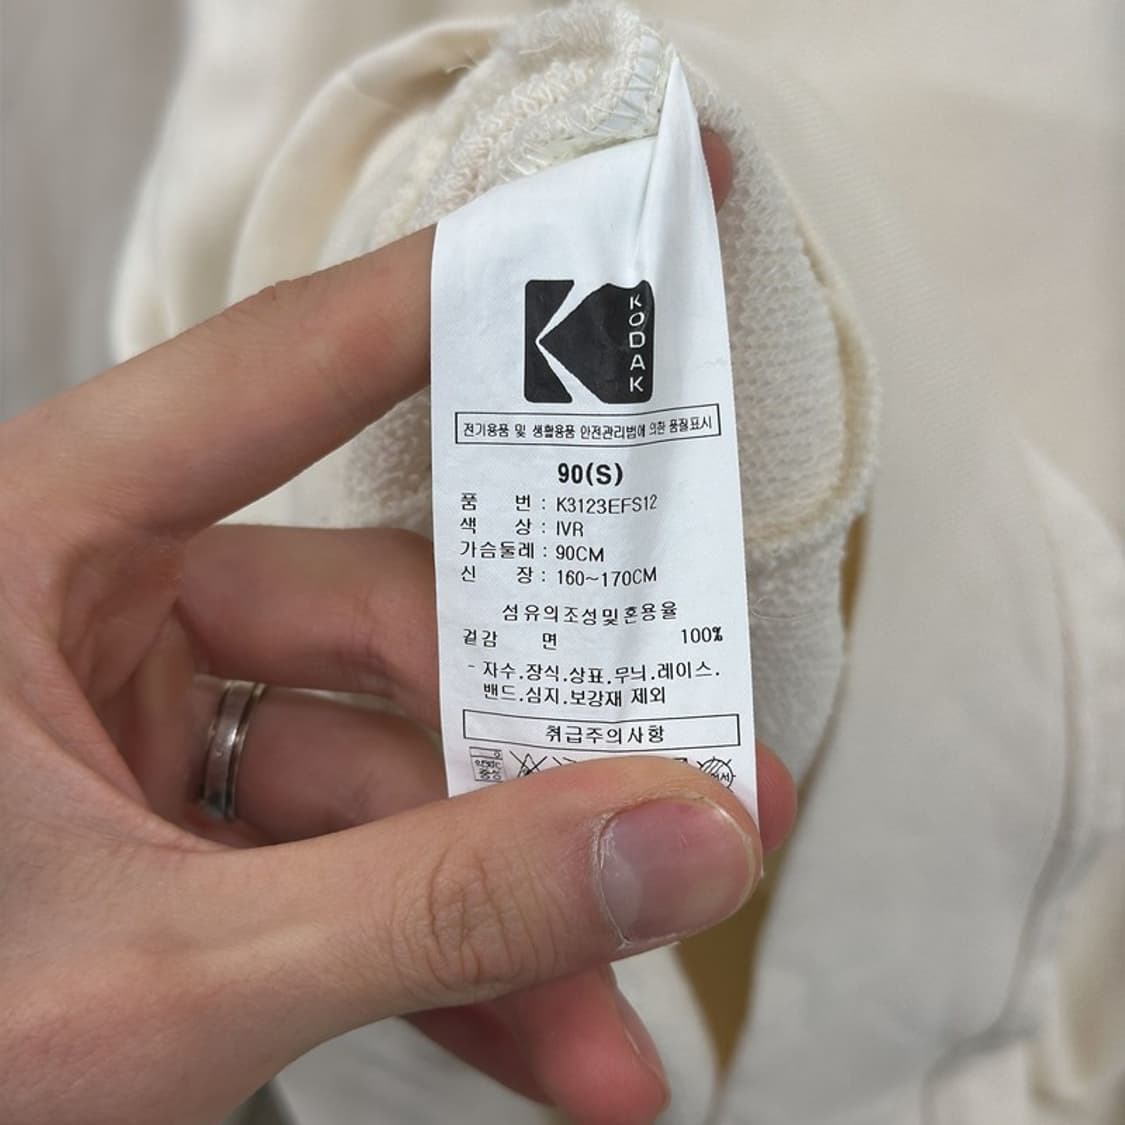 KODAK
전기용품 및 생활용품 안전관리법에 의한 품질표시
90(S)
품 번 : K3123EFS12
색 상 : IVR
가슴둘레 : 90CM
신 장 : 160~170CM
섬유의조성및혼용율
겉감 면 100%
- 자수.장식.상표.무늬.레이스.
밴드.심지.보강재 제외
취급주의사항
중성